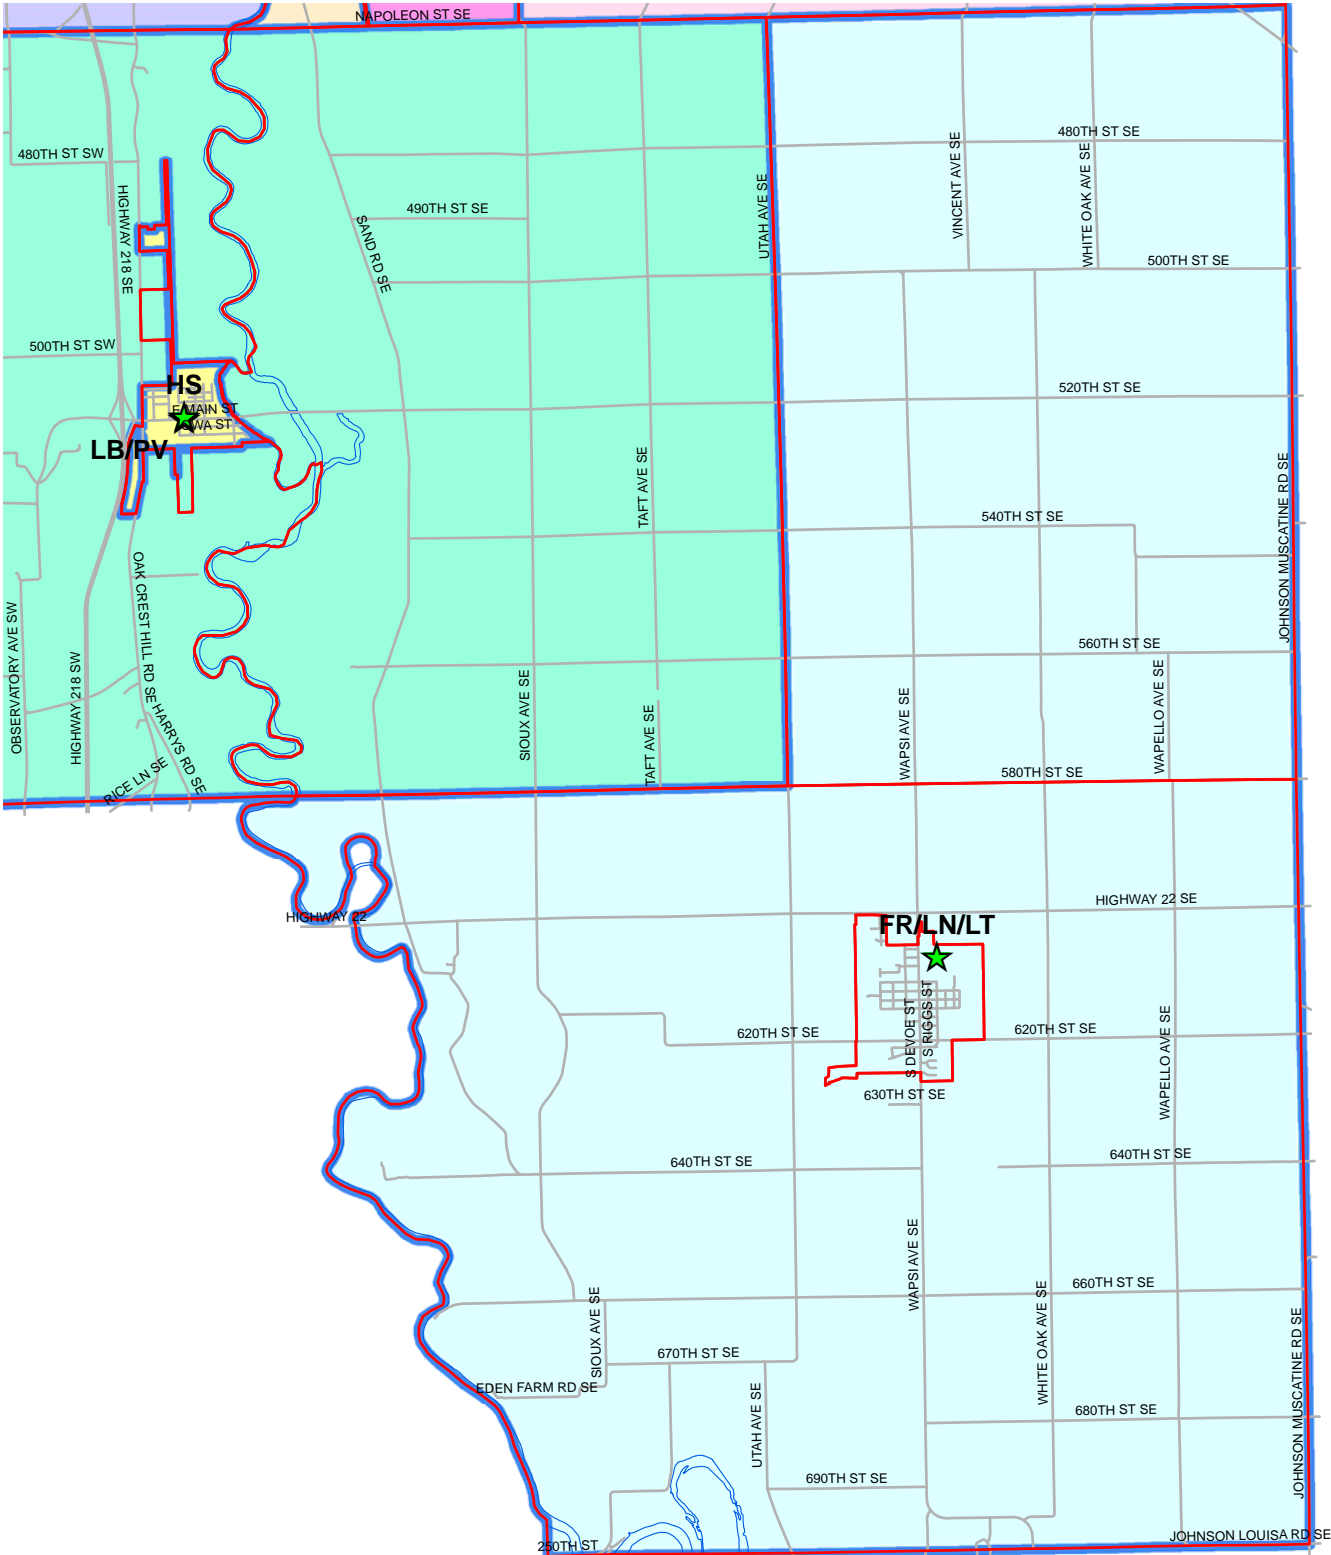 NAPOLEON ST SE
480TH ST SE
480TH ST SW
VINCENT AVE SE
WHITE OAK AVE SE
UTAH AVE SE
HIGHWAY 218 SE
490TH ST SE
SAND RD SE
500TH ST SE
500TH ST SW
HS
520TH ST SE
E MAIN ST
LB/PV
TAFT AVE SE
JOHNSON MUSCATINE RD SE
540TH ST SE
OAK CREST HILL RD SE
OBSERVATORY AVE SW
HIGHWAY 218 SW
560TH ST SE
SIOUX AVE SE
WAPSI AVE SE
WAPELLO AVE SE
HARRYS RD SE
TAFT AVE SE
RICE LN SE
580TH ST SE
HIGHWAY 22
HIGHWAY 22 SE
FR/LN/LT
S DEVOE ST
S RIGGS ST
620TH ST SE
620TH ST SE
WAPELLO AVE SE
630TH ST SE
640TH ST SE
640TH ST SE
WAPSI AVE SE
660TH ST SE
SIOUX AVE SE
WHITE OAK AVE SE
JOHNSON MUSCATINE RD SE
670TH ST SE
EDEN FARM RD SE
UTAH AVE SE
680TH ST SE
690TH ST SE
250TH ST
JOHNSON LOUISA RD SE